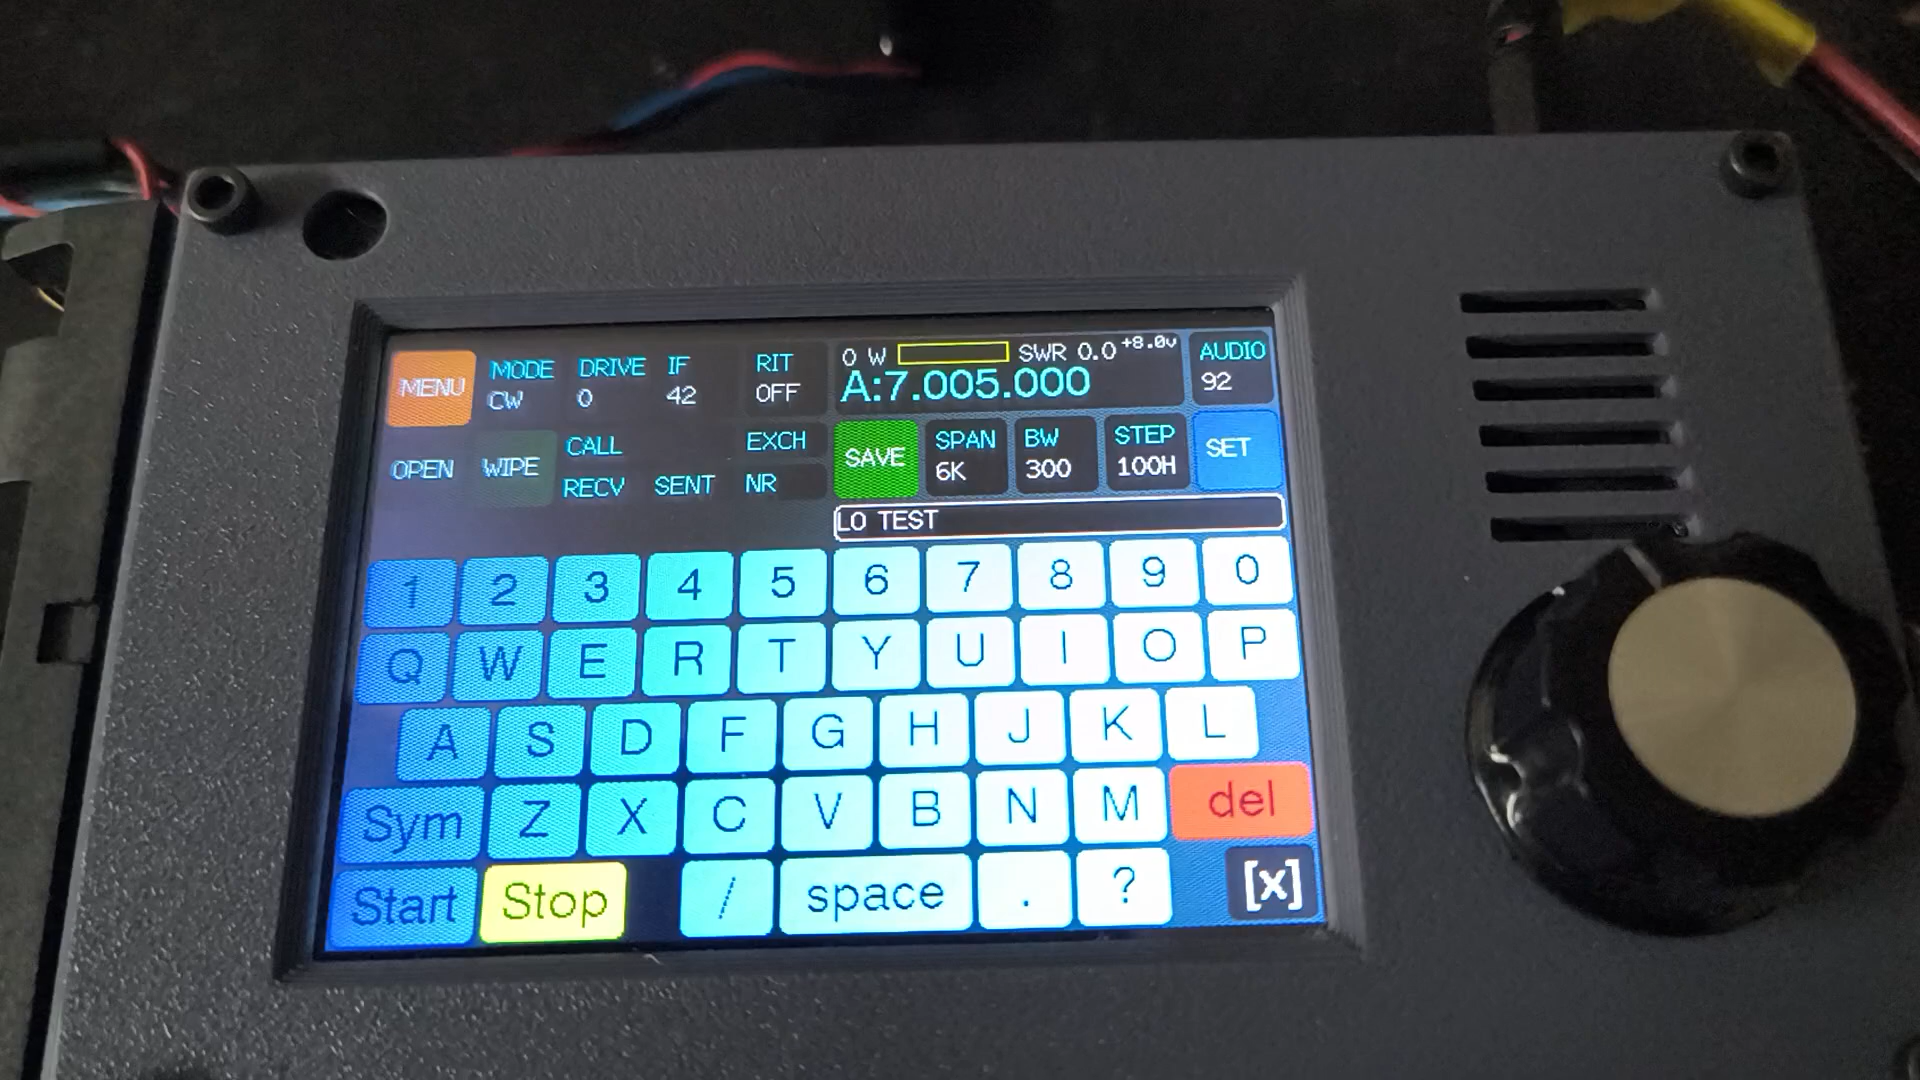 MENU MODE DRIVE IF RIT 0 W SWR 0.0 +8.0v AUDIO
CW 0 42 OFF A:7.005.000 92
OPEN WIPE CALL EXCH SAVE SPAN BW STEP SET
6K 300 100H
RECV SENT NR
LO TEST
1 2 3 4 5 6 7 8 9 0
Q W E R T Y U I O P
A S D F G H J K L
Sym Z X C V B N M del
Start Stop / space . ? [x]